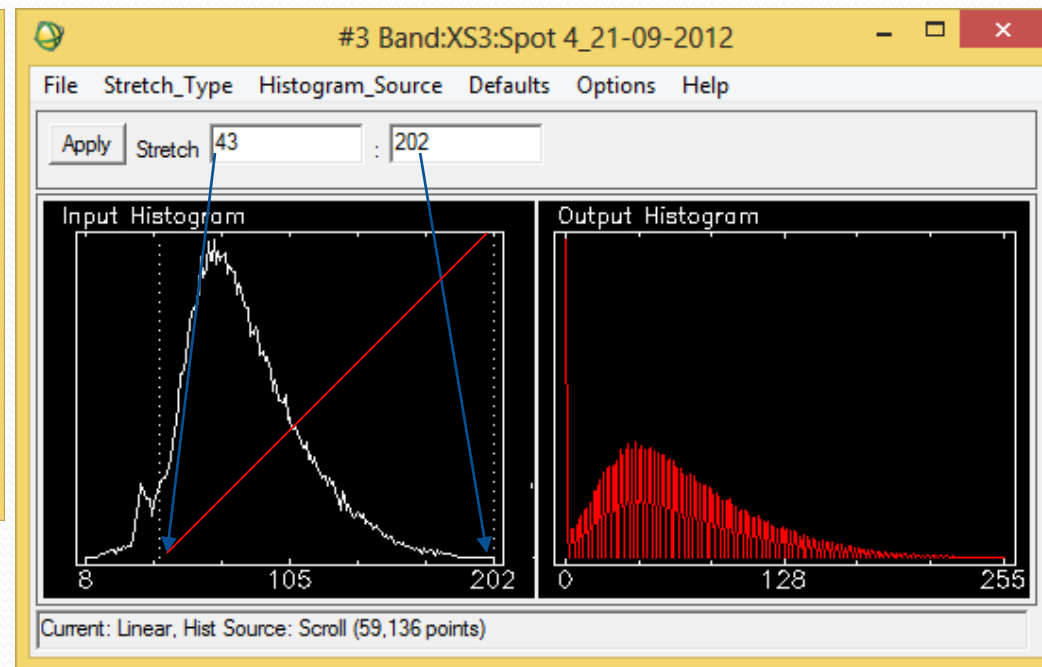 #3 Band:XS3:Spot 4_21-09-2012
File Stretch_Type Histogram_Source Defaults Options Help
Apply Stretch 43 : 202
Input Histogram
8 105 202
Output Histogram
0 128 255
Current: Linear, Hist Source: Scroll (59,136 points)